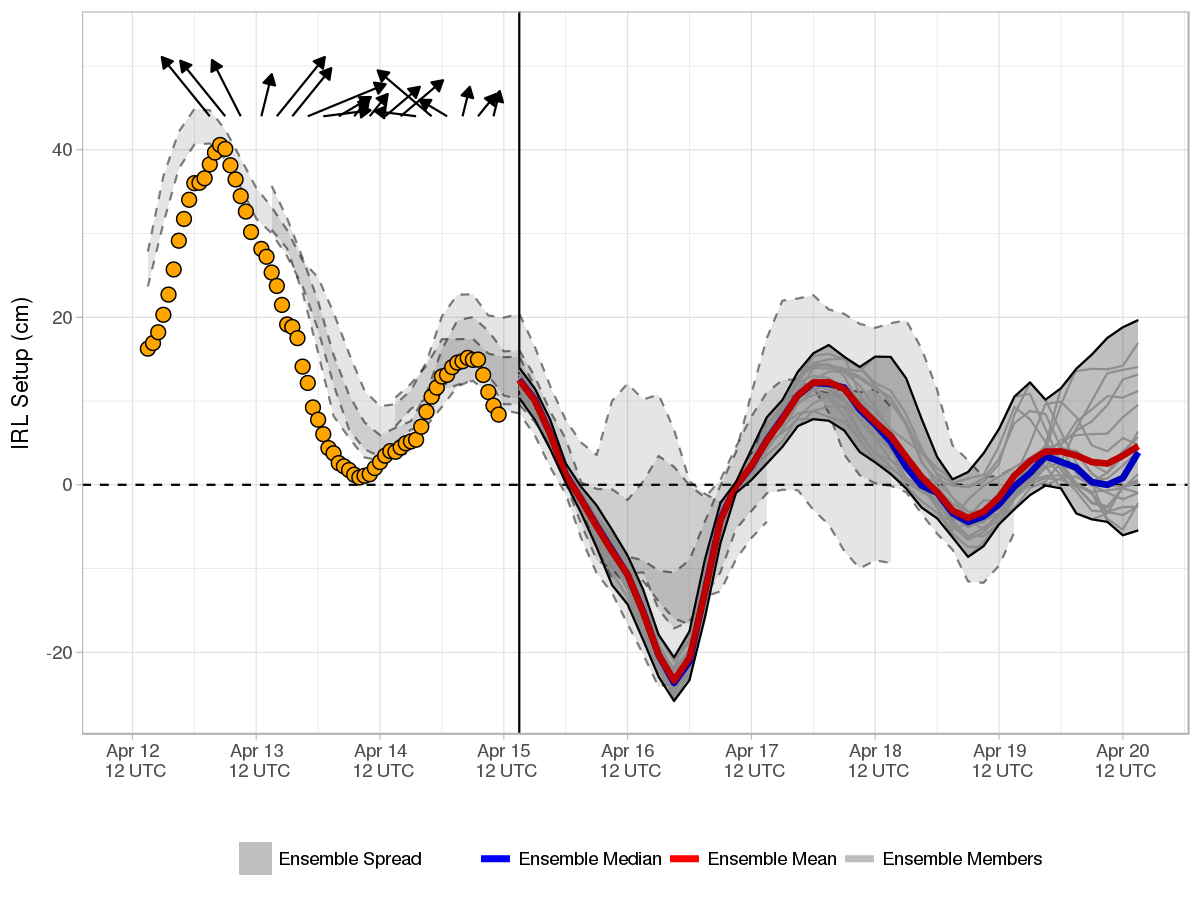 IRL Setup (cm)
40
20
0
-20
Apr 12 Apr 13 Apr 14 Apr 15 Apr 16 Apr 17 Apr 18 Apr 19 Apr 20
12 UTC 12 UTC 12 UTC 12 UTC 12 UTC 12 UTC 12 UTC 12 UTC 12 UTC
Ensemble Spread Ensemble Median Ensemble Mean Ensemble Members